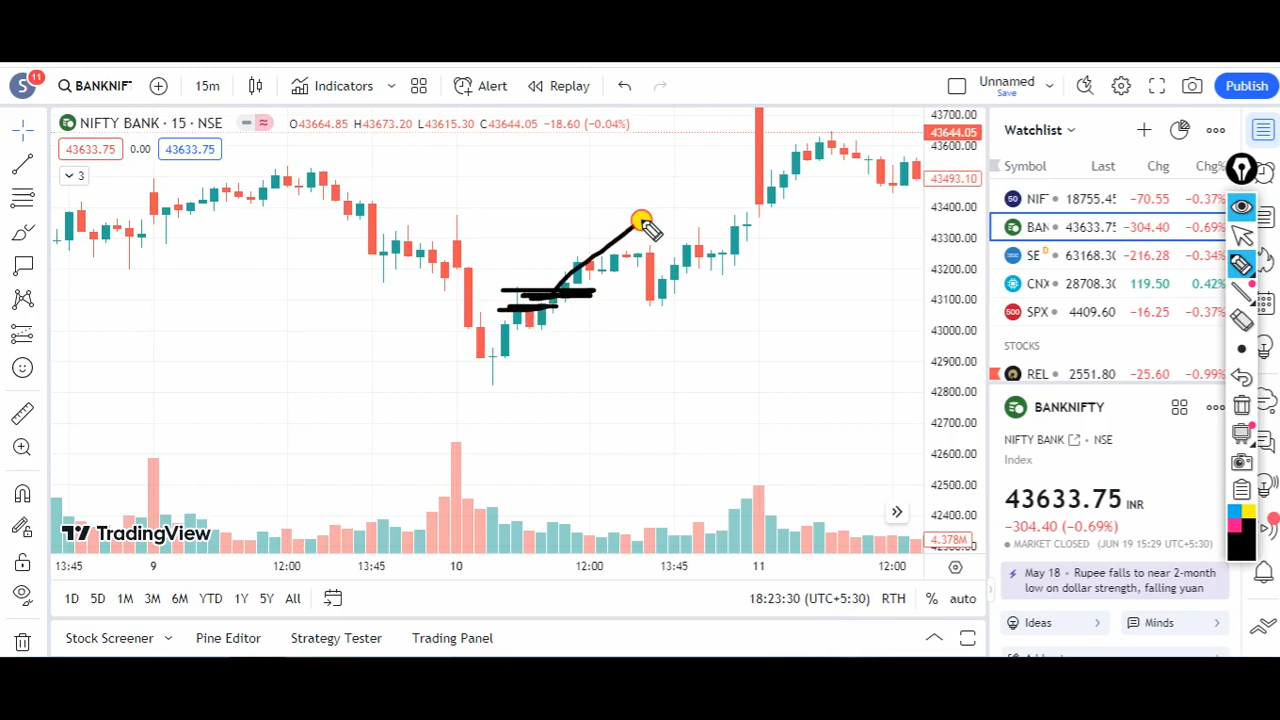 S 11 BANKNIF 15m Indicators Alert Replay Unnamed Save Publish
NIFTY BANK · 15 · NSE O43664.85 H43673.20 L43615.30 C43644.05 −18.60 (−0.04%)
43633.75 0.00 43633.75
3
43700.00
43644.05
43600.00
43493.10
43400.00
43300.00
43200.00
43100.00
43000.00
42900.00
42800.00
42700.00
42600.00
42500.00
42400.00
4.378M
TradingView
13:45 9 12:00 13:45 10 12:00 13:45 11 12:00
1D 5D 1M 3M 6M YTD 1Y 5Y All 18:23:30 (UTC+5:30) RTH % auto
Stock Screener Pine Editor Strategy Tester Trading Panel
Watchlist
Symbol Last Chg Chg%
50 NIF 18755.45 −70.55 −0.37%
BAN 43633.75 −304.40 −0.69%
SE D 63168.30 −216.28 −0.34%
CNX 28708.30 119.50 0.42%
500 SPX 4409.60 −16.25 −0.37%
STOCKS
REL 2551.80 −25.60 −0.99%
BANKNIFTY
NIFTY BANK · NSE
Index
43633.75 INR
−304.40 (−0.69%)
MARKET CLOSED (JUN 19 15:29 UTC+5:30)
May 18 · Rupee falls to near 2-month
low on dollar strength, falling yuan
Ideas Minds